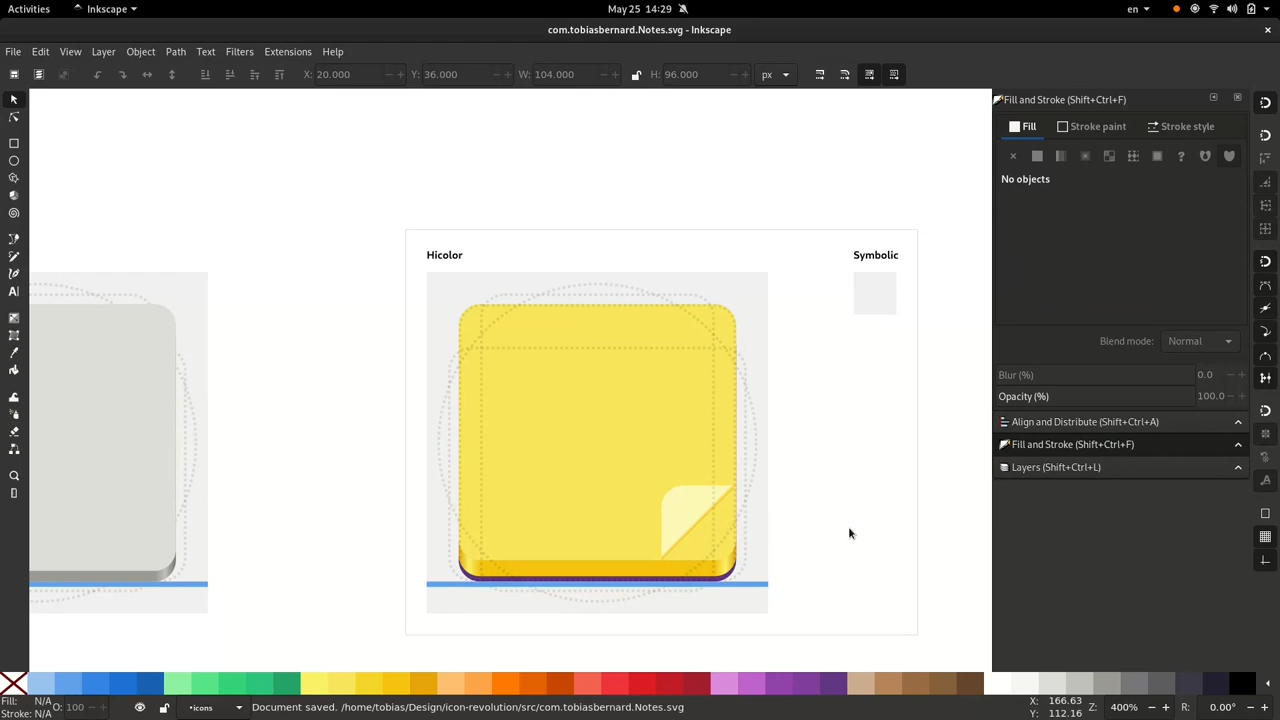 Activities Inkscape May 25 14:29 en
com.tobiasbernard.Notes.svg - Inkscape
File Edit View Layer Object Path Text Filters Extensions Help
X: 20.000 - + Y: 36.000 - + W: 104.000 - + H: 96.000 - + px
Fill and Stroke (Shift+Ctrl+F)
Fill Stroke paint Stroke style
No objects
Hicolor Symbolic
Blend mode: Normal
Blur (%) 0.0 - +
Opacity (%) 100.0 - +
Align and Distribute (Shift+Ctrl+A)
Fill and Stroke (Shift+Ctrl+F)
Layers (Shift+Ctrl+L)
Fill: N/A
Stroke: N/A
O: 100 - +
•icons
Document saved. /home/tobias/Design/icon-revolution/src/com.tobiasbernard.Notes.svg
X: 166.63
Y: 112.16
Z: 400% - + R: 0.00° - +